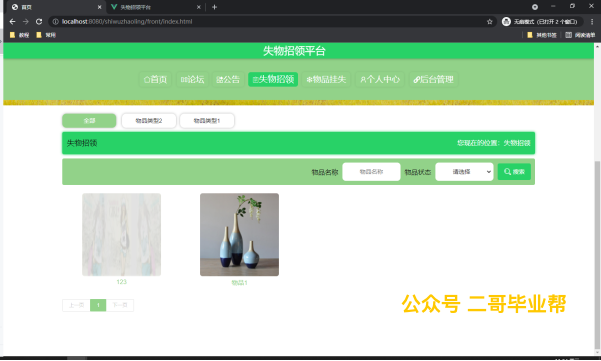 首页
失物招领平台
无痕模式 (已打开 2 个窗口)
localhost:8080/shiwuzhaoling/front/index.html
教程
常用
其他书签
阅读清单
失物招领平台
首页
论坛
公告
失物招领
物品挂失
个人中心
后台管理
全部
物品类型2
物品类型1
失物招领
您现在的位置：失物招领
物品名称
物品名称
物品状态
请选择
搜索
123
物品1
上一页
1
下一页
公众号 二哥毕业帮